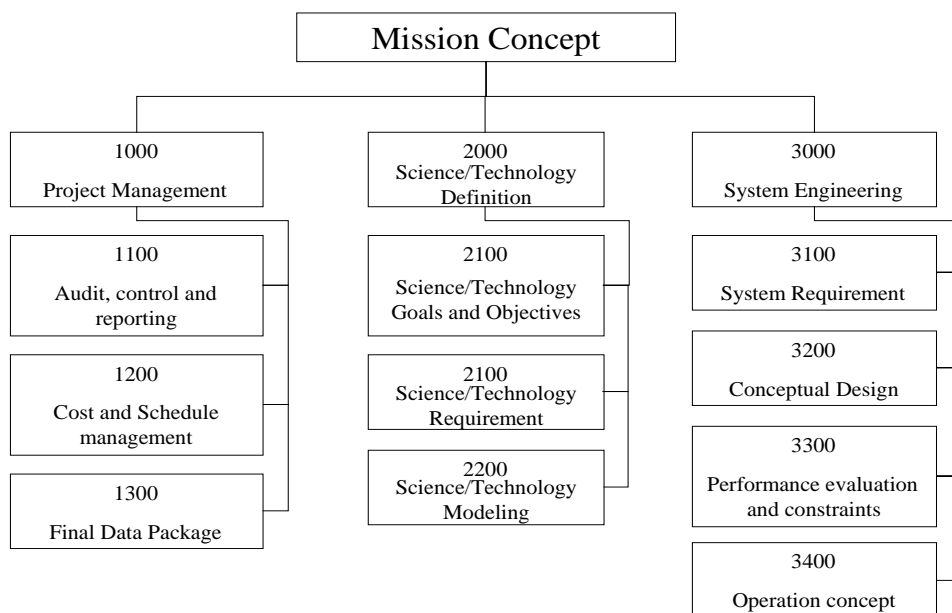 Mission Concept
1000
Project Management
1100
Audit, control and
reporting
1200
Cost and Schedule
management
1300
Final Data Package
2000
Science/Technology
Definition
2100
Science/Technology
Goals and Objectives
2100
Science/Technology
Requirement
2200
Science/Technology
Modeling
3000
System Engineering
3100
System Requirement
3200
Conceptual Design
3300
Performance evaluation
and constraints
3400
Operation concept